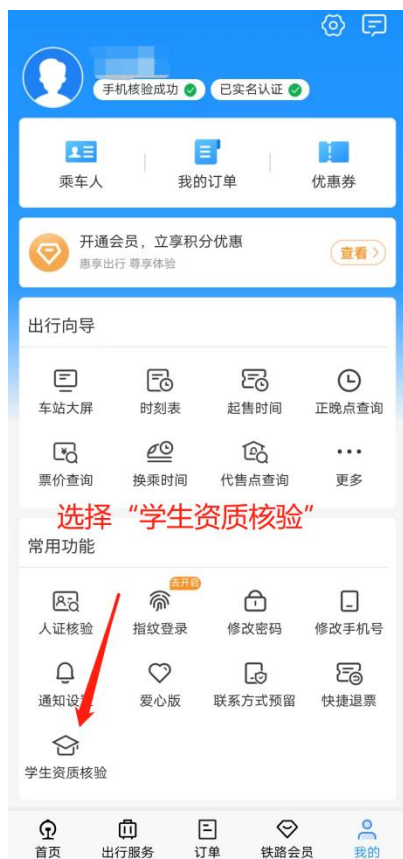 手机核验成功 已实名认证
乘车人 我的订单 优惠券
开通会员，立享积分优惠
惠享出行 尊享体验
查看
出行向导
车站大屏 时刻表 起售时间 正晚点查询
票价查询 换乘时间 代售点查询 更多
选择“学生资质核验”
常用功能
去开启
人证核验 指纹登录 修改密码 修改手机号
通知设置 爱心版 联系方式预留 快捷退票
学生资质核验
首页 出行服务 订单 铁路会员 我的